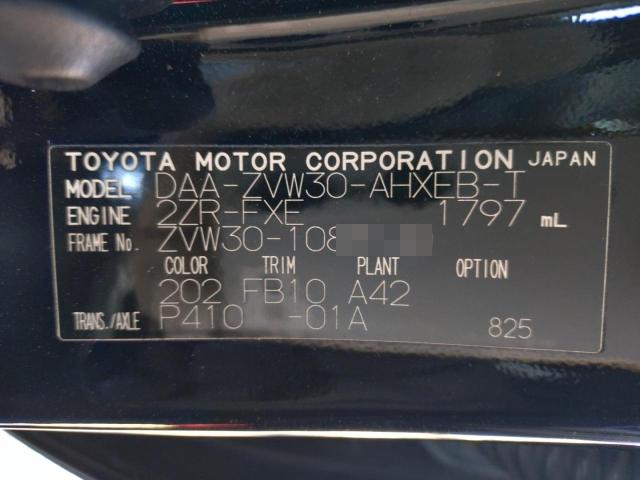 TOYOTA MOTOR CORPORATION JAPAN
MODEL DAA-ZVW30-AHXEB-T
ENGINE 2ZR-FXE 1797 mL
FRAME No. ZVW30-108
COLOR TRIM PLANT OPTION
202 FB10 A42
TRANS./AXLE P410 -01A 825